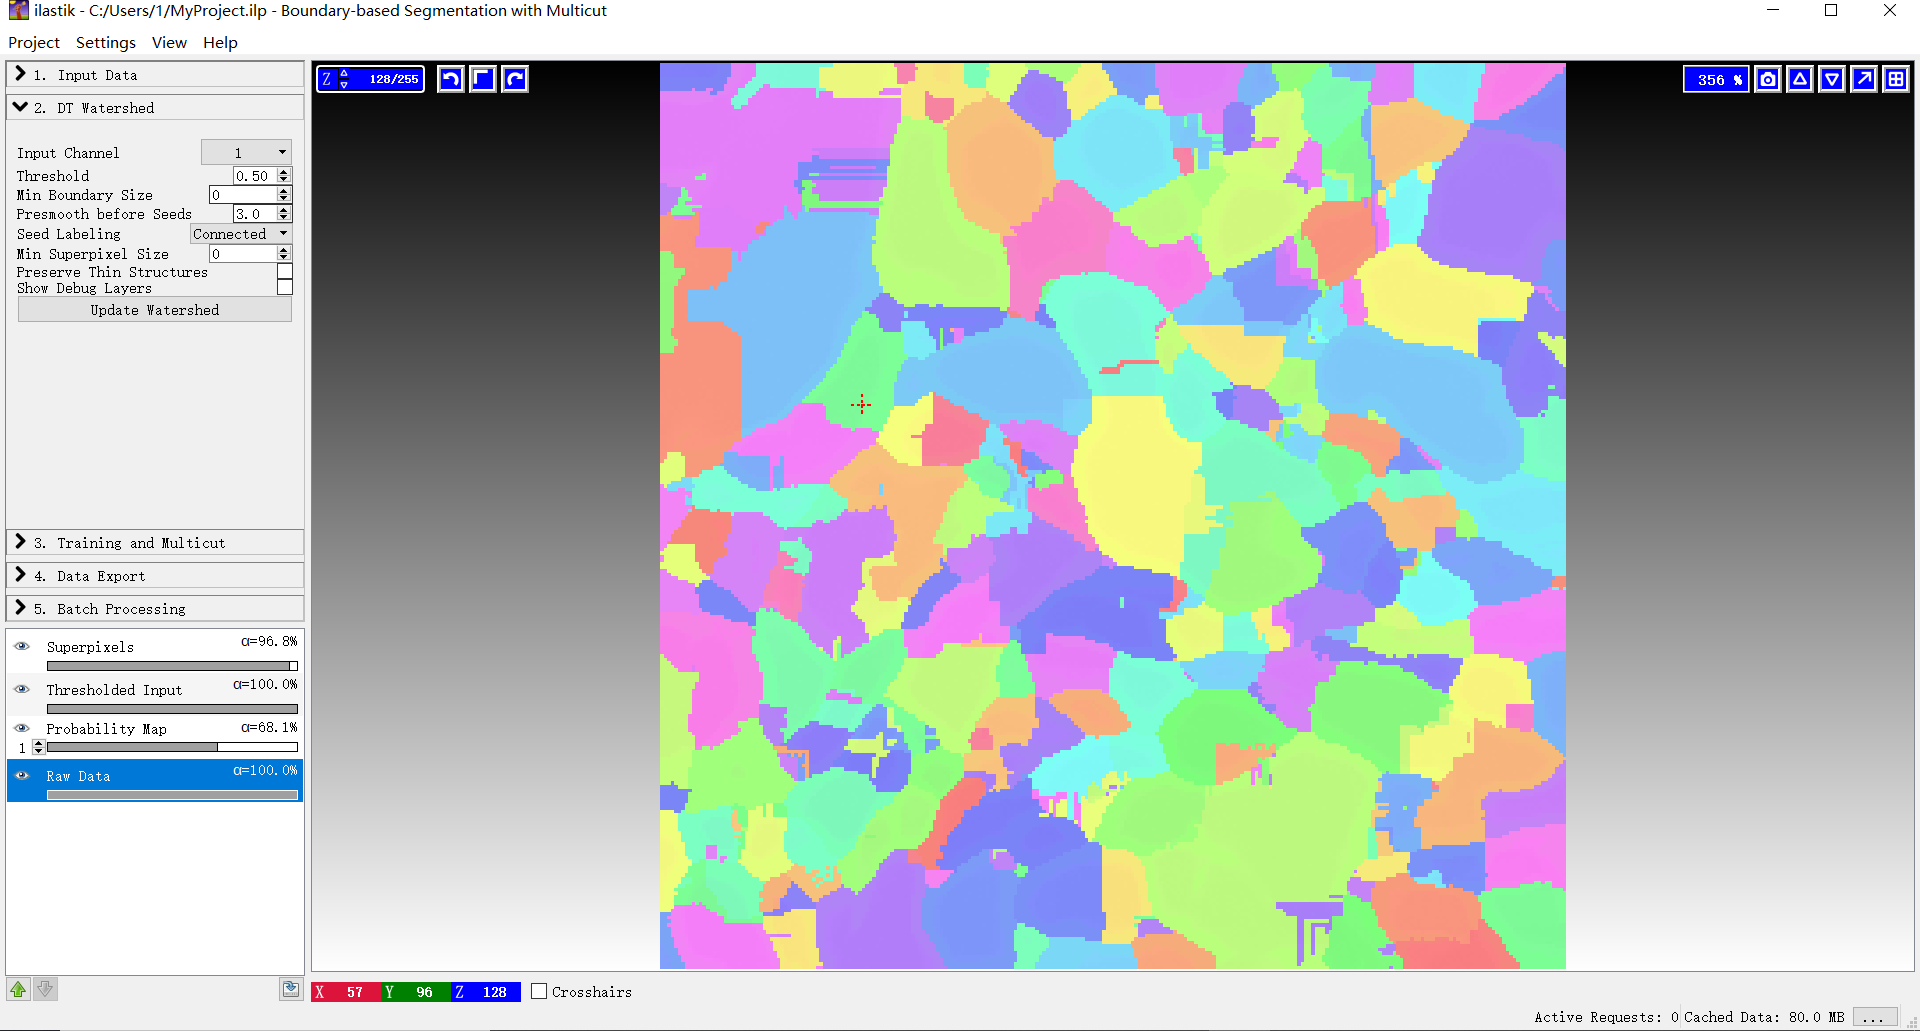 ilastik - C:/Users/1/MyProject.ilp - Boundary-based Segmentation with Multicut
Project Settings View Help
1. Input Data
2. DT Watershed
Input Channel 1
Threshold 0.50
Min Boundary Size 0
Presmooth before Seeds 3.0
Seed Labeling Connected
Min Superpixel Size 0
Preserve Thin Structures
Show Debug Layers
Update Watershed
3. Training and Multicut
4. Data Export
5. Batch Processing
Superpixels α=96.8%
Thresholded Input α=100.0%
Probability Map α=68.1%
1
Raw Data α=100.0%
Z 128/255
356 %
X 57 Y 96 Z 128 Crosshairs
Active Requests: 0 Cached Data: 80.0 MB ...